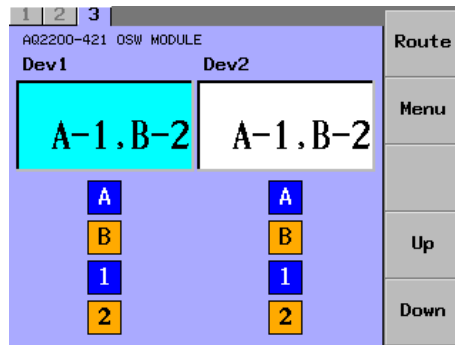 1 2 3
AQ2200-421 OSW MODULE
Dev1 Dev2
A-1,B-2 A-1,B-2
A A
B B
1 1
2 2
Route
Menu
Up
Down